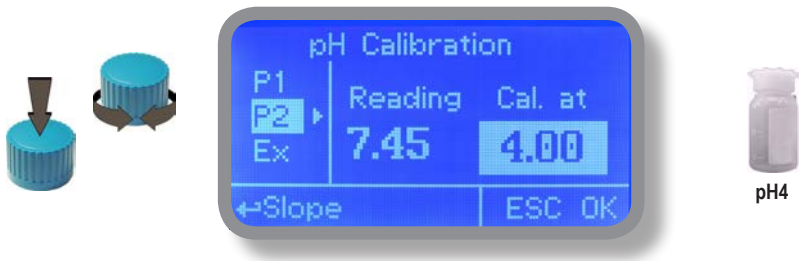 pH Calibration
P1
P2
Ex
Reading
7.45
Cal. at
4.00
↩Slope
ESC OK
pH4